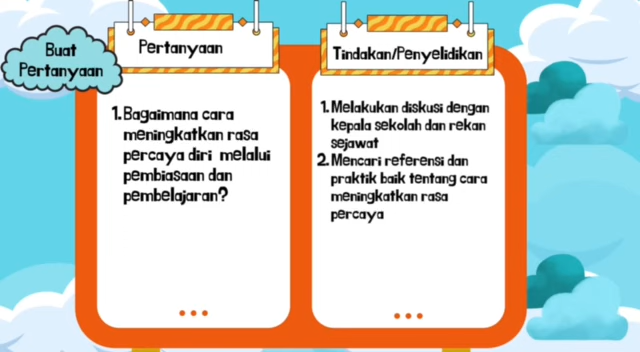 Buat
Pertanyaan
Pertanyaan
1. Bagaimana cara
meningkatkan rasa
percaya diri melalui
pembiasaan dan
pembelajaran?
Tindakan/Penyelidikan
1. Melakukan diskusi dengan
kepala sekolah dan rekan
sejawat
2. Mencari referensi dan
praktik baik tentang cara
meningkatkan rasa
percaya